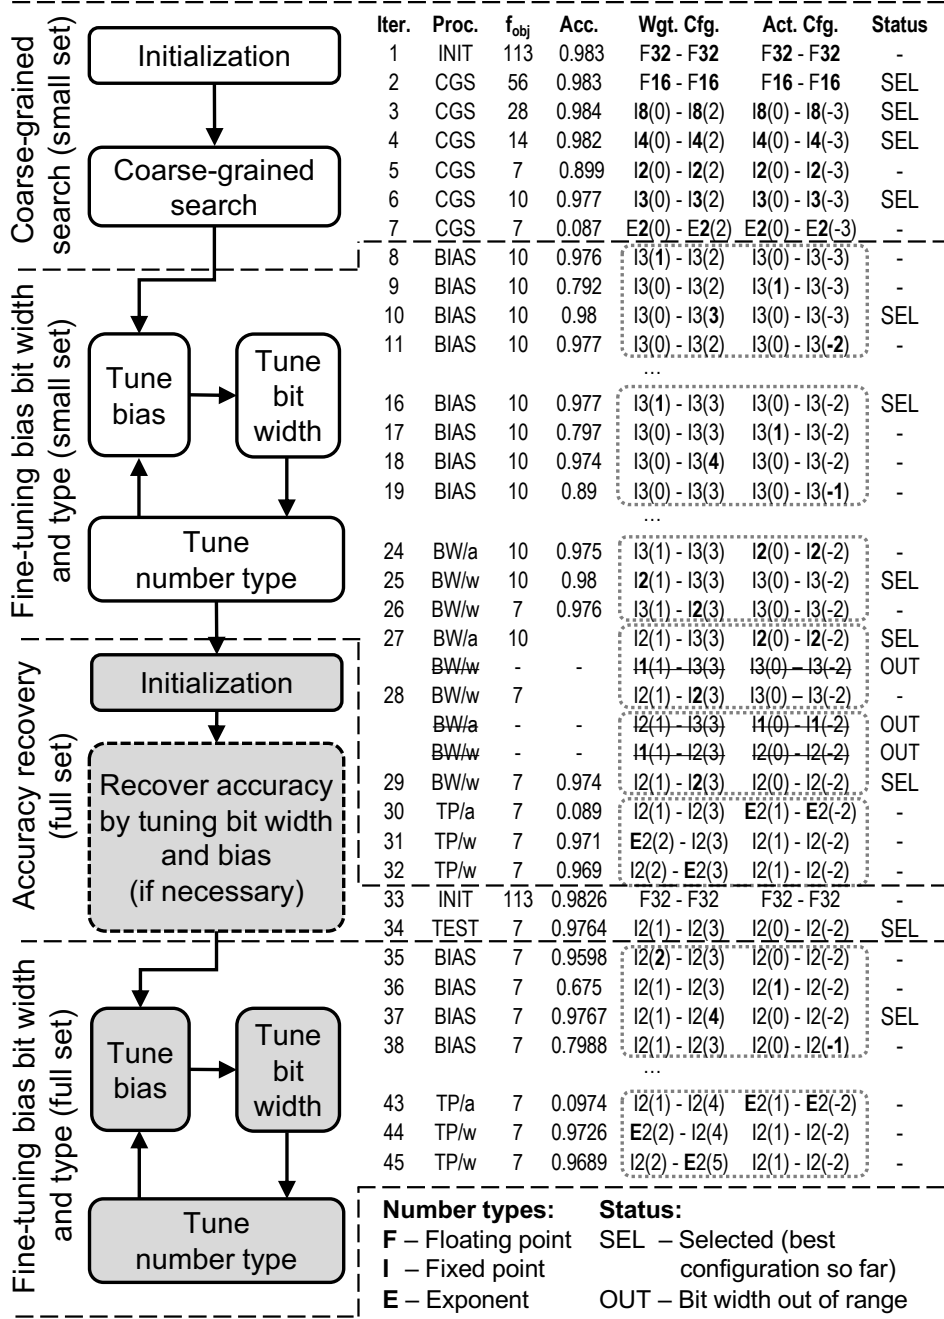 Coarse-grained
search (small set)
Initialization
Coarse-grained
search
Fine-tuning bias bit width
and type (small set)
Tune
bias
Tune
bit
width
Tune
number type
Accuracy recovery
(full set)
Initialization
Recover accuracy
by tuning bit width
and bias
(if necessary)
Fine-tuning bias bit width
and type (full set)
Tune
bias
Tune
bit
width
Tune
number type
Iter. Proc. fobj Acc. Wgt. Cfg. Act. Cfg. Status
1 INIT 113 0.983 F32 - F32 F32 - F32 -
2 CGS 56 0.983 F16 - F16 F16 - F16 SEL
3 CGS 28 0.984 I8(0) - I8(2) I8(0) - I8(-3) SEL
4 CGS 14 0.982 I4(0) - I4(2) I4(0) - I4(-3) SEL
5 CGS 7 0.899 I2(0) - I2(2) I2(0) - I2(-3) -
6 CGS 10 0.977 I3(0) - I3(2) I3(0) - I3(-3) SEL
7 CGS 7 0.087 E2(0) - E2(2) E2(0) - E2(-3) -
8 BIAS 10 0.976 I3(1) - I3(2) I3(0) - I3(-3) -
9 BIAS 10 0.792 I3(0) - I3(2) I3(1) - I3(-3) -
10 BIAS 10 0.98 I3(0) - I3(3) I3(0) - I3(-3) SEL
11 BIAS 10 0.977 I3(0) - I3(2) I3(0) - I3(-2) -
...
16 BIAS 10 0.977 I3(1) - I3(3) I3(0) - I3(-2) SEL
17 BIAS 10 0.797 I3(0) - I3(3) I3(1) - I3(-2) -
18 BIAS 10 0.974 I3(0) - I3(4) I3(0) - I3(-2) -
19 BIAS 10 0.89 I3(0) - I3(3) I3(0) - I3(-1) -
...
24 BW/a 10 0.975 I3(1) - I3(3) I2(0) - I2(-2) -
25 BW/w 10 0.98 I2(1) - I3(3) I3(0) - I3(-2) SEL
26 BW/w 7 0.976 I3(1) - I2(3) I3(0) - I3(-2) -
27 BW/a 10 I2(1) - I3(3) I2(0) - I2(-2) SEL
BW/w - - I1(1) - I3(3) I3(0) – I3(-2) OUT
28 BW/w 7 I2(1) - I2(3) I3(0) - I3(-2) -
BW/a - - I2(1) - I3(3) I1(0) - I1(-2) OUT
BW/w - - I1(1) - I2(3) I2(0) - I2(-2) OUT
29 BW/w 7 0.974 I2(1) - I2(3) I2(0) - I2(-2) SEL
30 TP/a 7 0.089 I2(1) - I2(3) E2(1) - E2(-2) -
31 TP/w 7 0.971 E2(2) - I2(3) I2(1) - I2(-2) -
32 TP/w 7 0.969 I2(2) - E2(3) I2(1) - I2(-2) -
33 INIT 113 0.9826 F32 - F32 F32 - F32 -
34 TEST 7 0.9764 I2(1) - I2(3) I2(0) - I2(-2) SEL
35 BIAS 7 0.9598 I2(2) - I2(3) I2(0) - I2(-2) -
36 BIAS 7 0.675 I2(1) - I2(3) I2(1) - I2(-2) -
37 BIAS 7 0.9767 I2(1) - I2(4) I2(0) - I2(-2) SEL
38 BIAS 7 0.7988 I2(1) - I2(3) I2(0) - I2(-1) -
...
43 TP/a 7 0.0974 I2(1) - I2(4) E2(1) - E2(-2) -
44 TP/w 7 0.9726 E2(2) - I2(4) I2(1) - I2(-2) -
45 TP/w 7 0.9689 I2(2) - E2(5) I2(1) - I2(-2) -
Number types: Status:
F – Floating point SEL – Selected (best
I – Fixed point configuration so far)
E – Exponent OUT – Bit width out of range